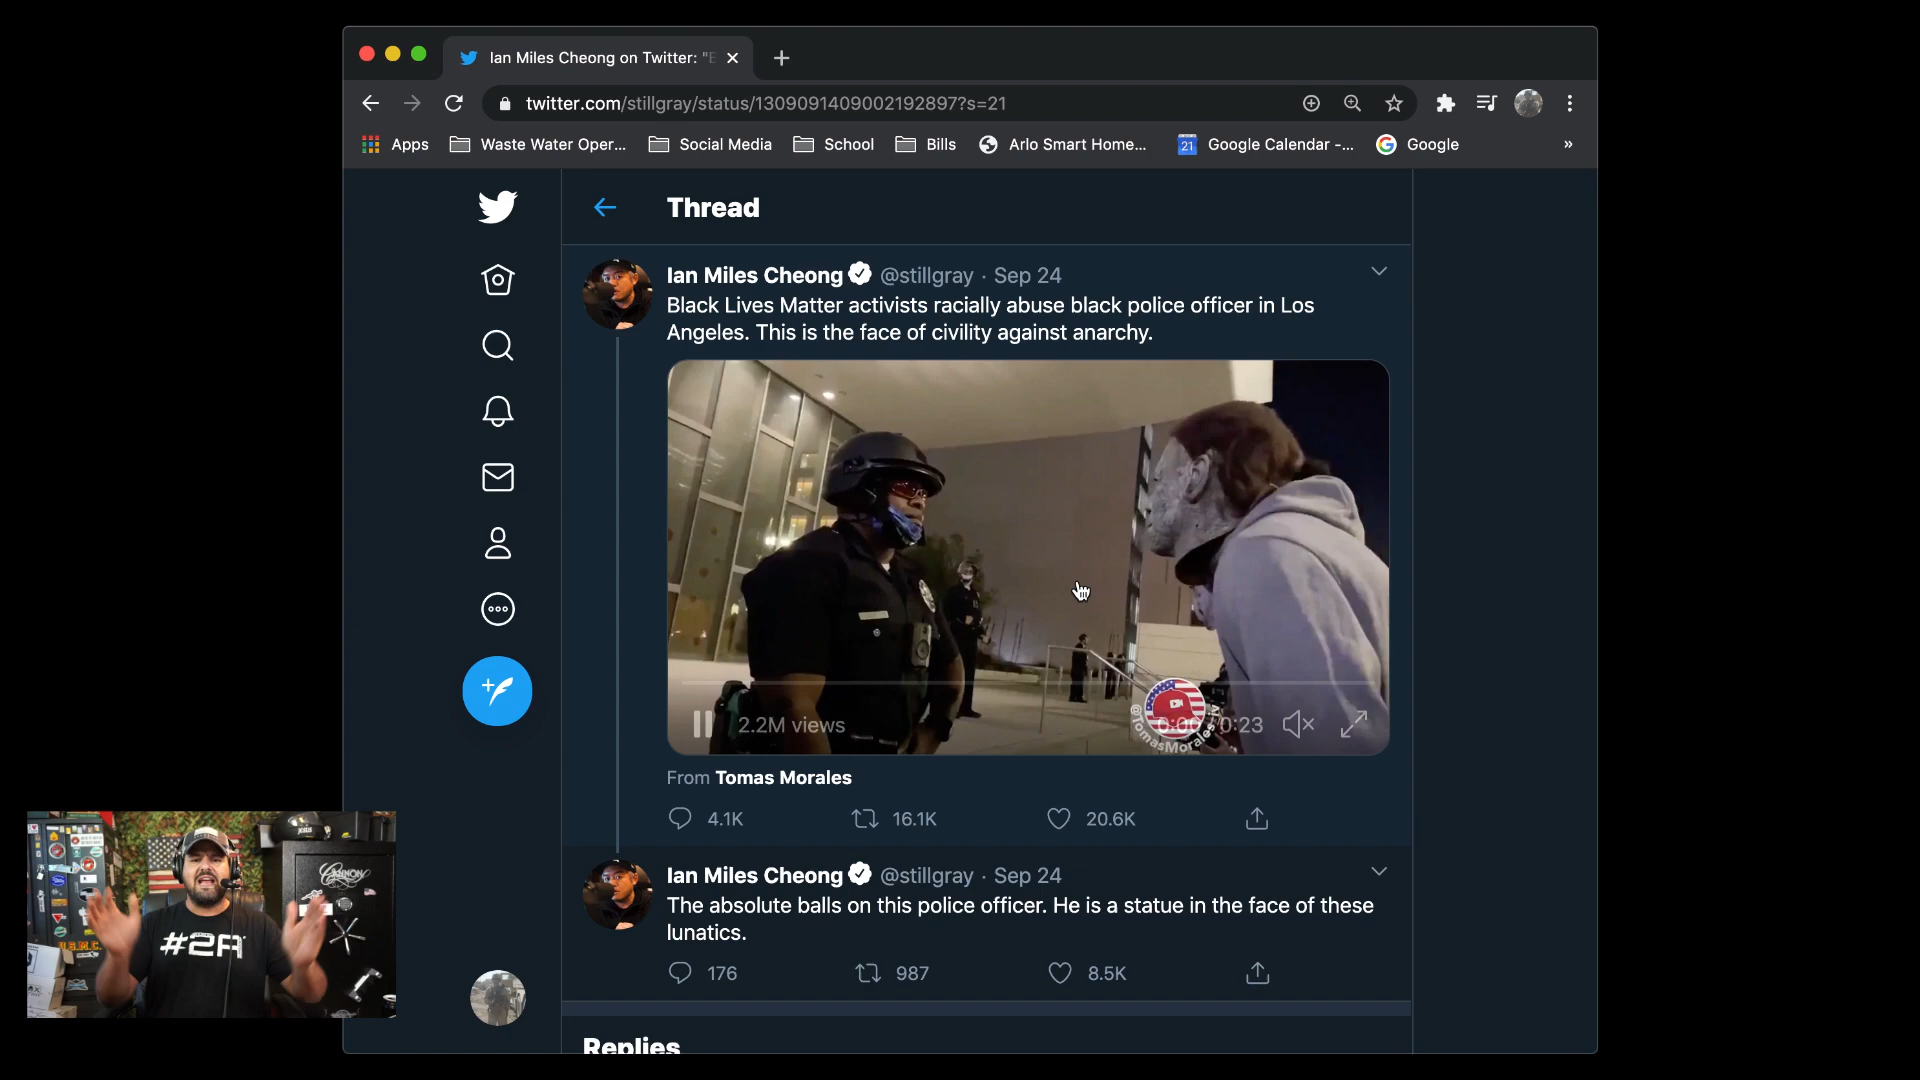 Ian Miles Cheong on Twitter: "E
twitter.com/stillgray/status/1309091409002192897?s=21
Apps
Waste Water Oper...
Social Media
School
Bills
Arlo Smart Home...
21
Google Calendar -...
Google
»
Thread
Ian Miles Cheong @stillgray · Sep 24
Black Lives Matter activists racially abuse black police officer in Los
Angeles. This is the face of civility against anarchy.
2.2M views
0:00 / 0:23
@TomasMorales_iv
From Tomas Morales
4.1K
16.1K
20.6K
Ian Miles Cheong @stillgray · Sep 24
The absolute balls on this police officer. He is a statue in the face of these
lunatics.
176
987
8.5K
Replies
CANNON
#2A
U.S.M.C.